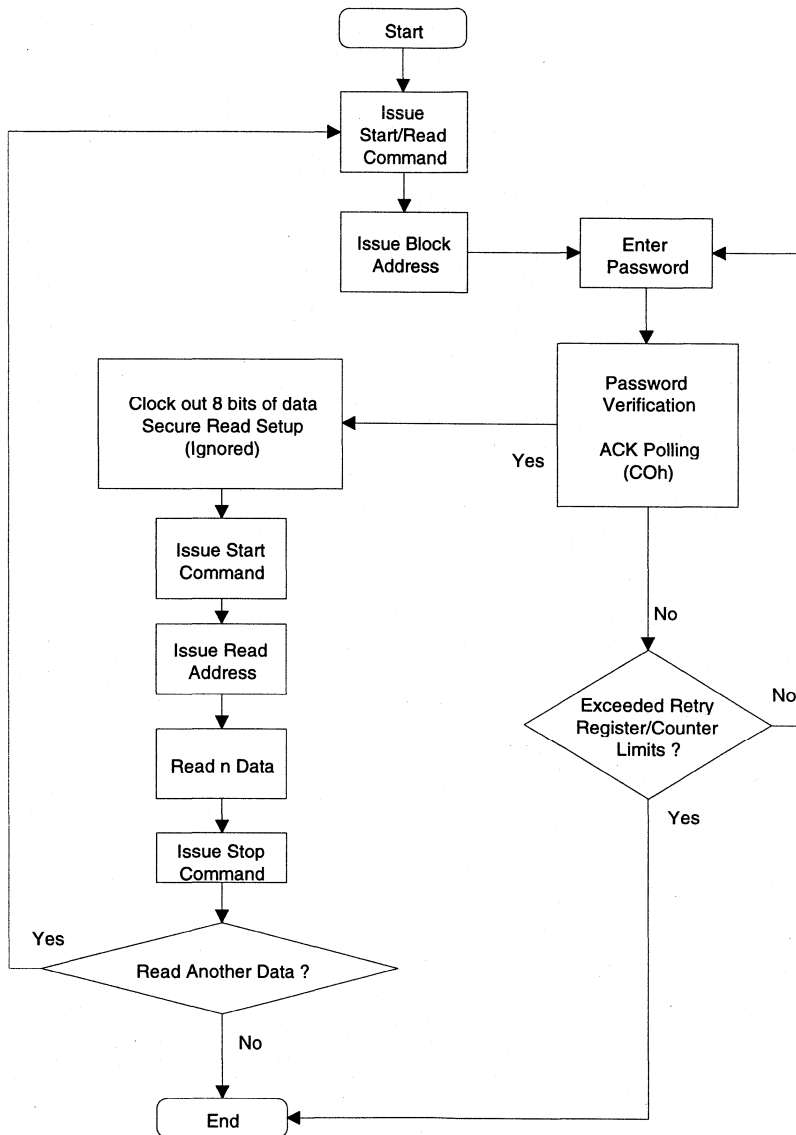 Start
Issue
Start/Read
Command
Issue Block
Address
Enter
Password
Password
Verification
ACK Polling
(COh)
Yes
Clock out 8 bits of data
Secure Read Setup
(Ignored)
Issue Start
Command
Issue Read
Address
Read n Data
Issue Stop
Command
No
Exceeded Retry
Register/Counter
Limits ?
No
Yes
Yes
Read Another Data ?
No
End